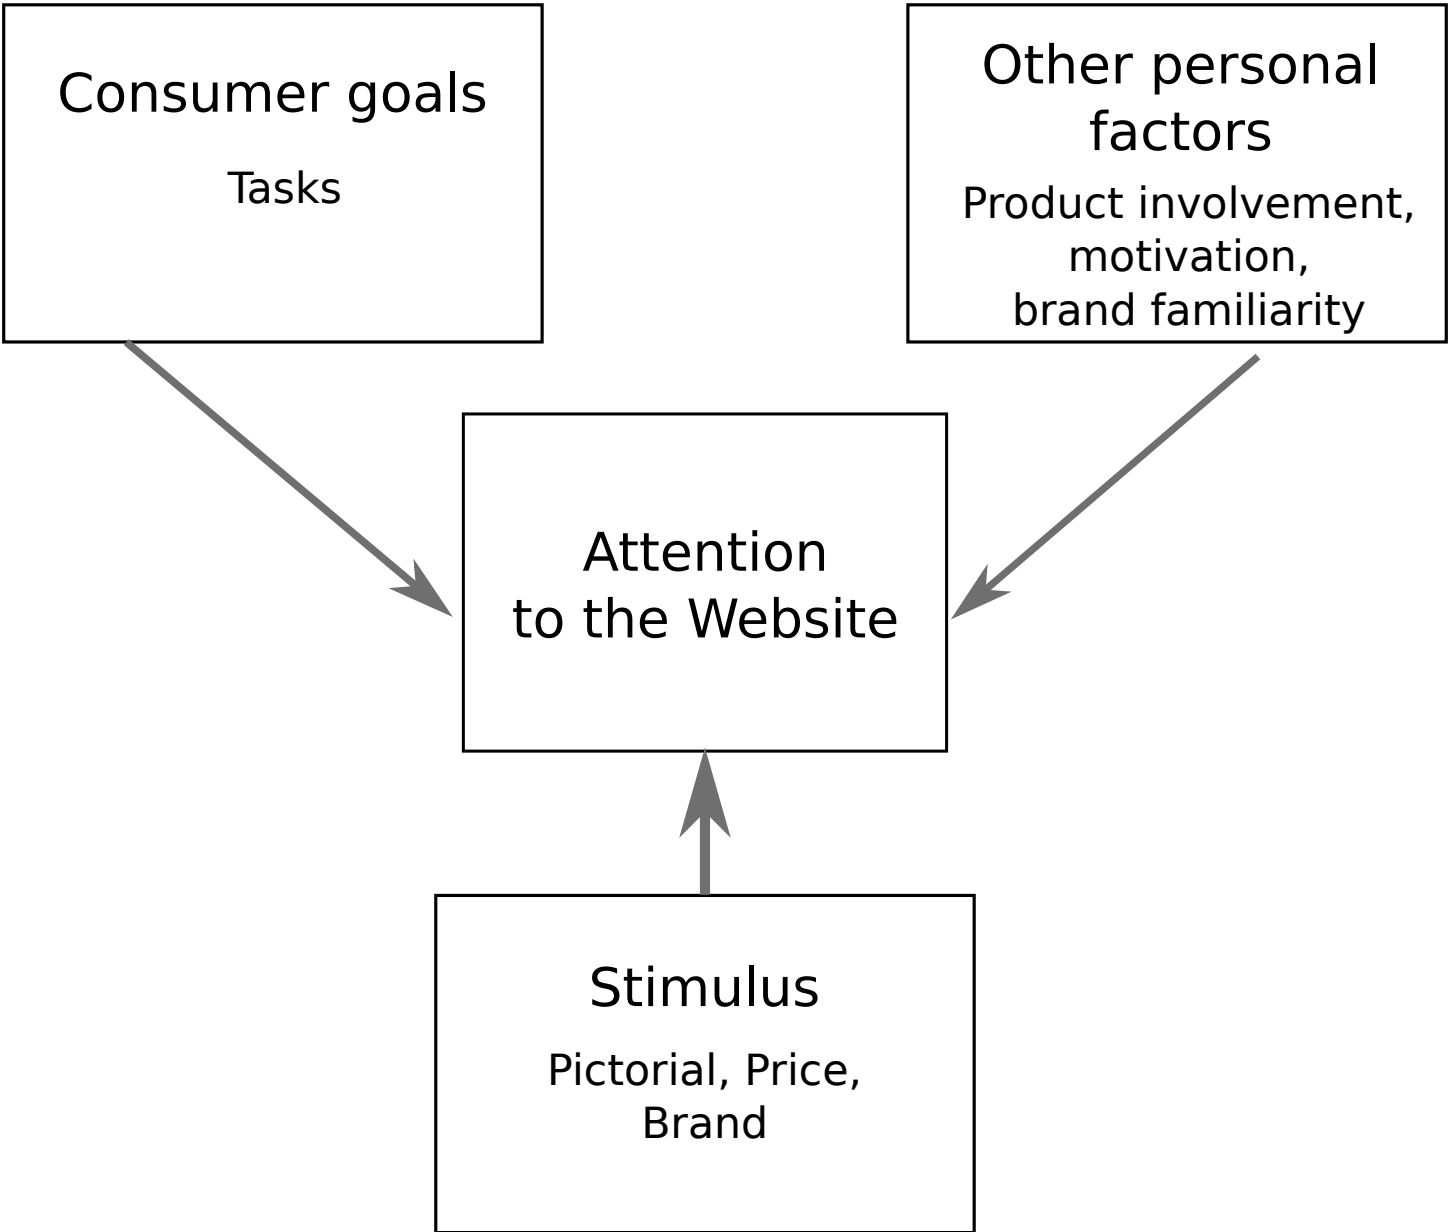 Consumer goals
Tasks
Other personal
factors
Product involvement,
motivation,
brand familiarity
Attention
to the Website
Stimulus
Pictorial, Price,
Brand